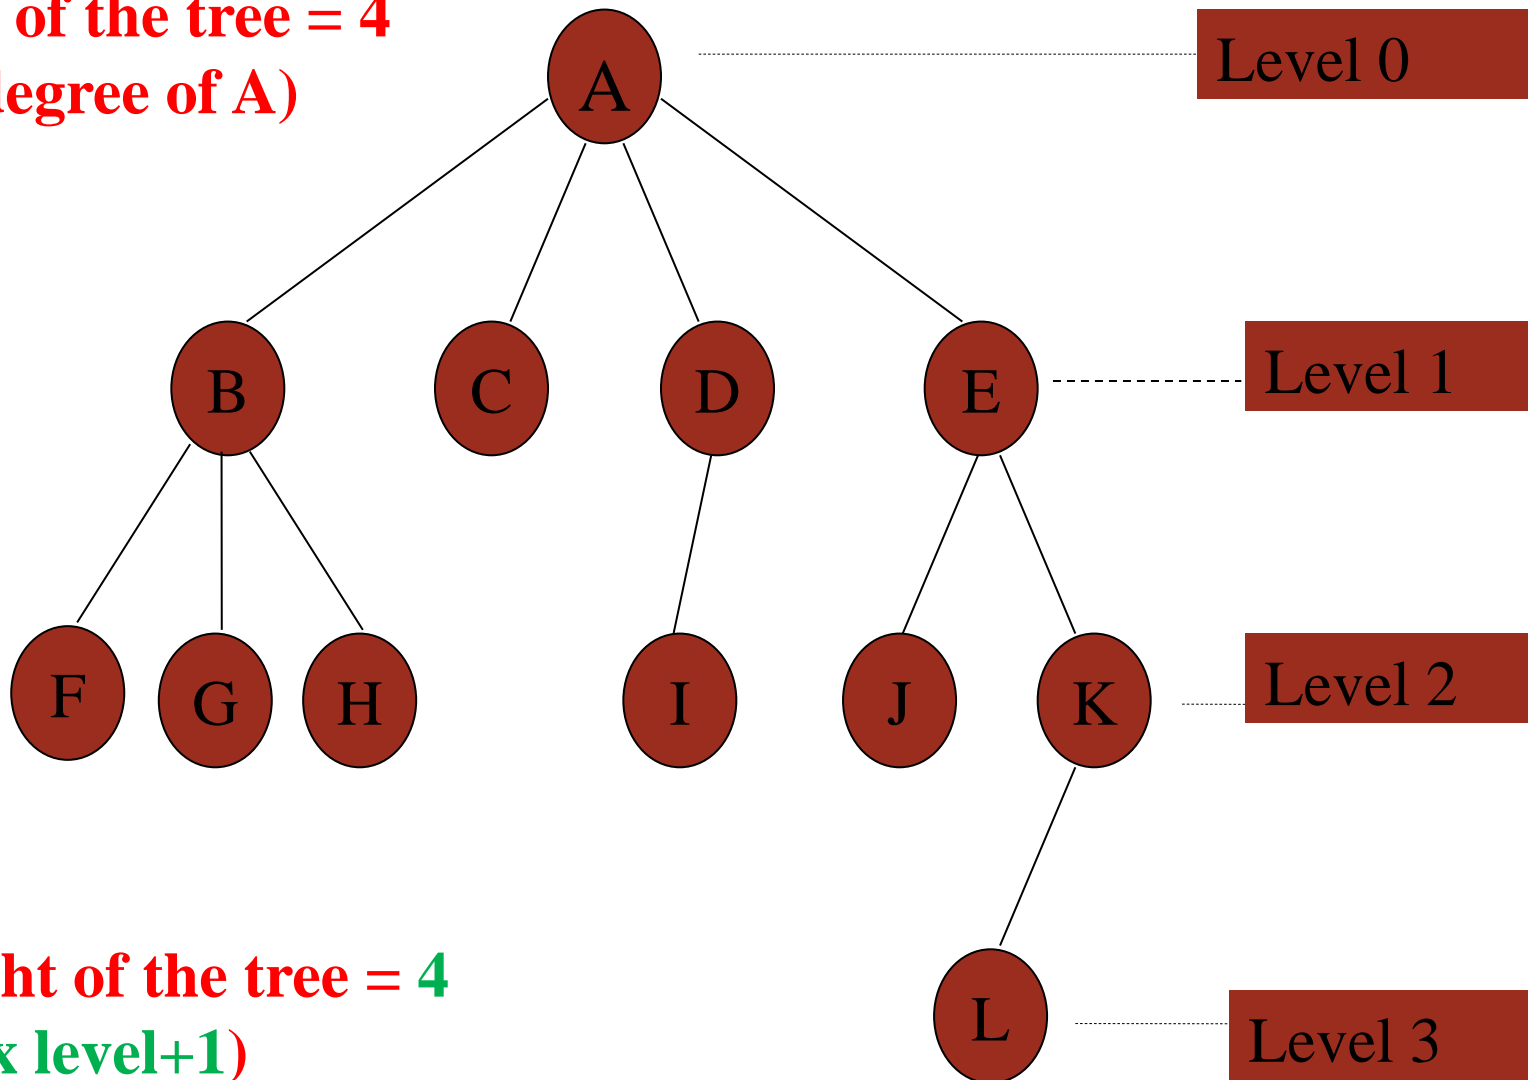 of the tree = 4
degree of A)
A
Level 0
B C D E
Level 1
F G H I J K
Level 2
ht of the tree = 4
x level+1)
L
Level 3